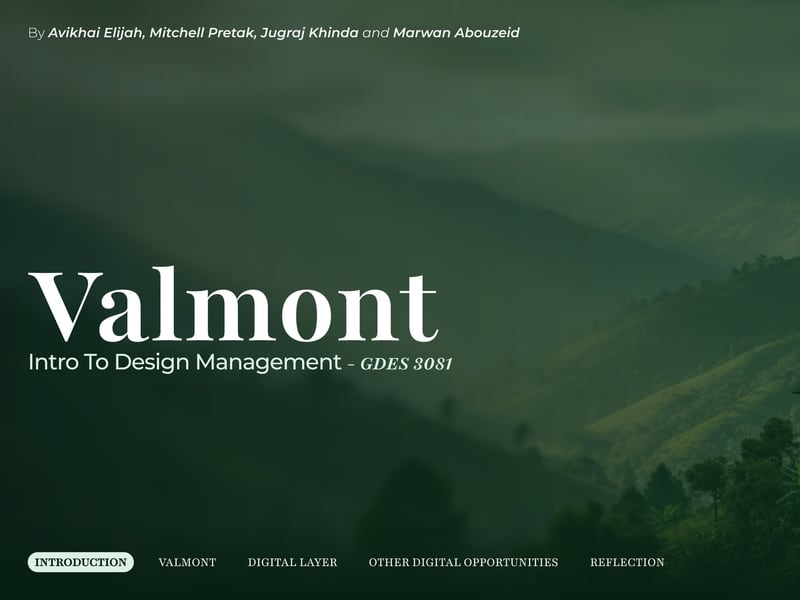 By Avikhai Elijah, Mitchell Pretak, Jugraj Khinda and Marwan Abouzeid
Valmont
Intro To Design Management - GDES 3081
INTRODUCTION VALMONT DIGITAL LAYER OTHER DIGITAL OPPORTUNITIES REFLECTION